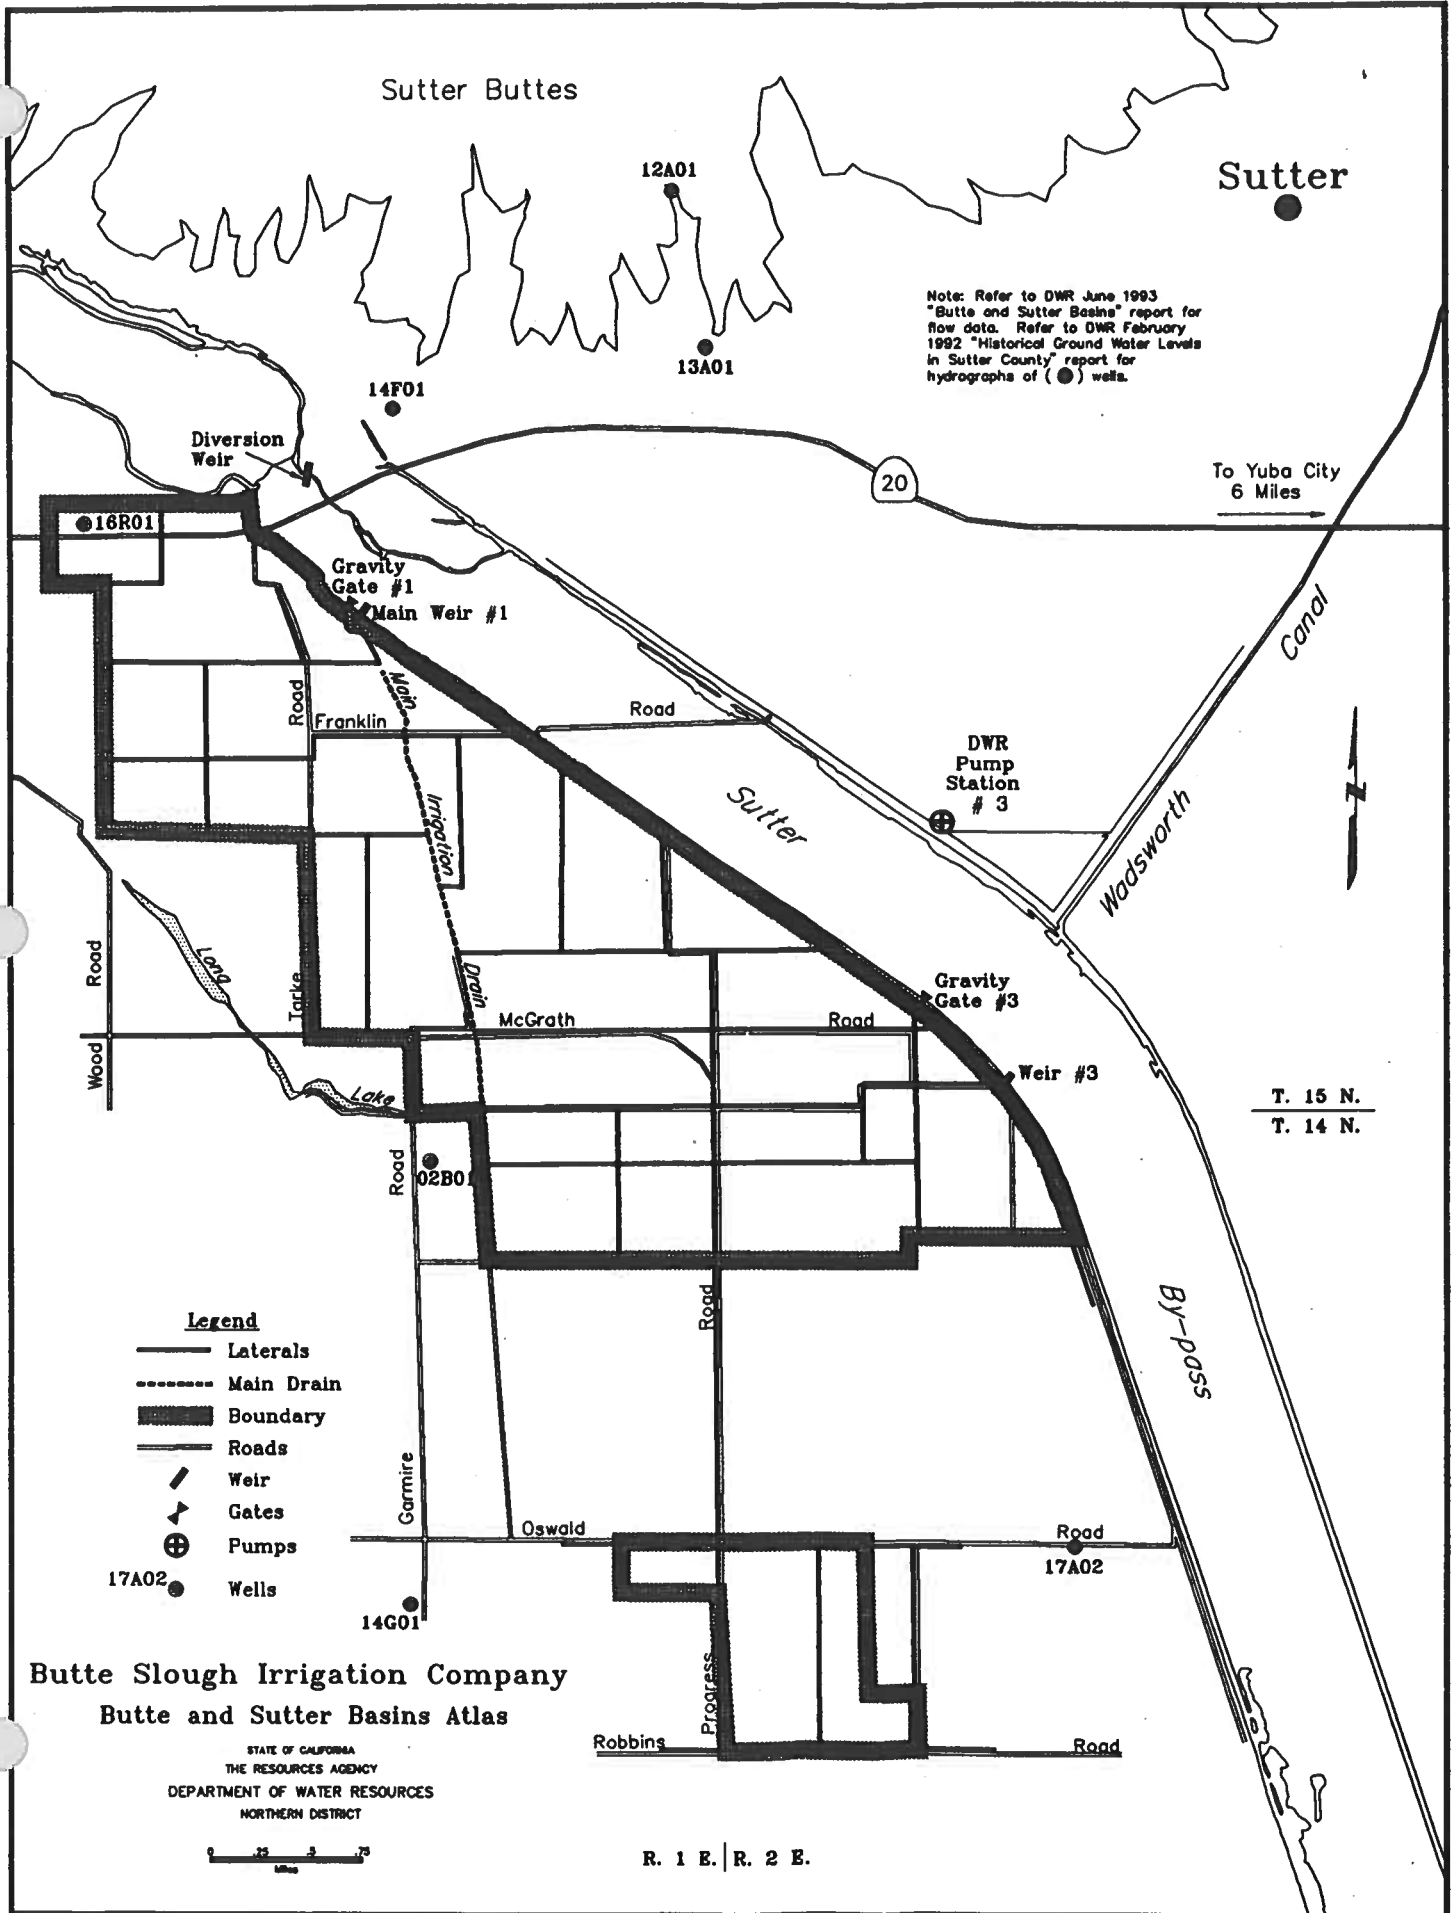 Sutter Buttes
12A01
Sutter
Note: Refer to DWR June 1993
"Butte and Sutter Basins" report for
flow data. Refer to DWR February
1992 "Historical Ground Water Levels
in Sutter County" report for
hydrographs of ( ) wells.
13A01
14F01
Diversion
Weir
20
To Yuba City
6 Miles
16R01
Gravity
Gate #1
Main Weir #1
Canal
Wadsworth
Main
Irrigation
Drain
Road
Franklin
Road
DWR
Pump
Station
# 3
Sutter
By-pass
N
Long
Lake
Road
Wood
Tarke
Gravity
Gate #3
McGrath
Road
Weir #3
T. 15 N.
T. 14 N.
Road
02B01
Road
Garmire
Legend
Laterals
Main Drain
Boundary
Roads
Weir
Gates
Pumps
17A02
Wells
Oswald
Road
17A02
14G01
Progress
Robbins
Road
Butte Slough Irrigation Company
Butte and Sutter Basins Atlas
STATE OF CALIFORNIA
THE RESOURCES AGENCY
DEPARTMENT OF WATER RESOURCES
NORTHERN DISTRICT
0 .25 .5 .75
Miles
R. 1 E. R. 2 E.